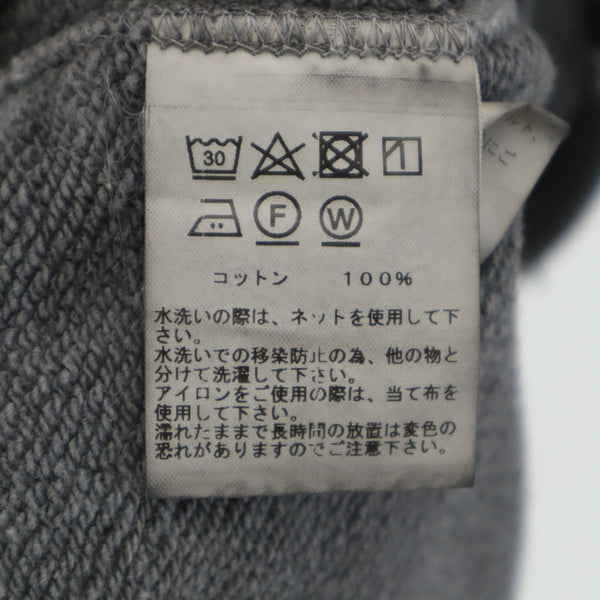 30
F W
コットン 100%
水洗いの際は、ネットを使用して下
さい。
水洗いでの移染防止の為、他の物と
分けて洗濯して下さい。
アイロンをご使用の際は、当て布を
使用して下さい。
濡れたままで長時間の放置は変色の
恐れがありますのでご注意下さい。
ルト、
にご